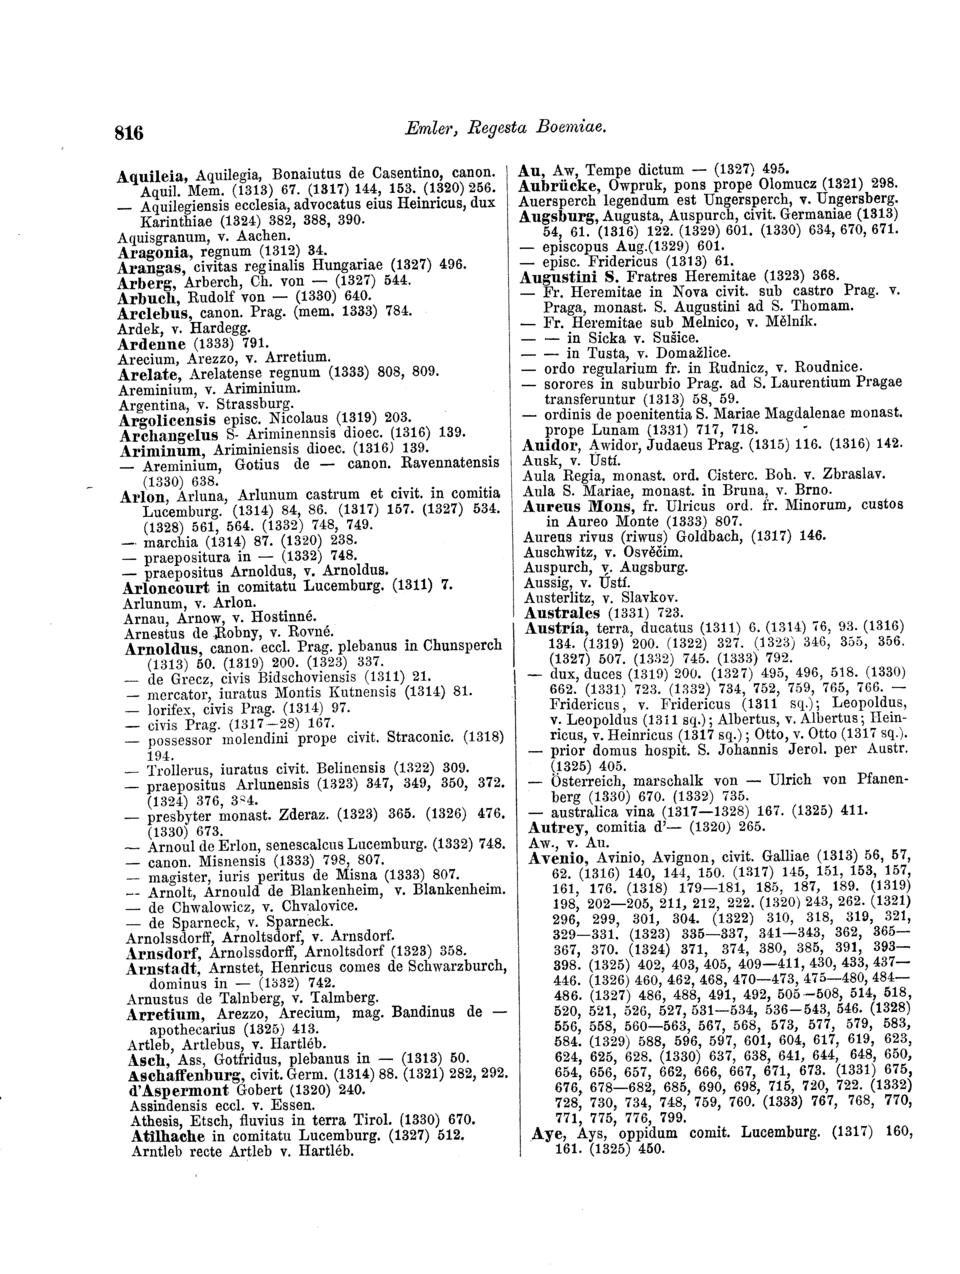 816
Emler, Regesta Boemiae.
Aquileia, Aquilegia, Bonaiutus de Casentino, canon.
Aquil. Mem. (1313) 67. (1317) 144, 153. (1320) 256.
— Aquilegiensis ecclesia, advocatus eius Heinricus, dux
Karinthiae (1324) 382, 388, 390.
Aquisgranum, v. Aachen.
Aragonia, regnum (1312) 34.
Arangas, civitas reginalis Hungariae (1327) 496.
Arberg, Arberch, Ch. von — (1327) 544.
Arbuch, Rudolf von — (1330) 640.
Arclebus, canon. Prag. (mem. 1333) 784.
Ardek, v. Hardegg.
Ardenne (1333) 791.
Arecium, Arezzo, v. Arretium.
Arelate, Arelatense regnum (1333) 808, 809.
Areminium, v. Ariminium.
Argentina, v. Strassburg.
Argolicensis episc. Nicolaus (1319) 203.
Archangelus S- Ariminennsis dioec. (1316) 139.
Ariminum, Ariminiensis dioec. (1316) 139.
— Areminium, Gotius de — canon. Ravennatensis
(1330) 638.
Arlon, Arluna, Arlunum castrum et civit. in comitia
Lucemburg. (1314) 84, 86. (1317) 157. (1327) 534.
(1328) 561, 564. (1332) 748, 749.
— marchia (1314) 87. (1320) 238.
— praepositura in — (1332) 748.
— praepositus Arnoldus, v. Arnoldus.
Arloncourt in comitatu Lucemburg. (1311) 7.
Arlunum, v. Arlon.
Arnau, Arnow, v. Hostinné.
Arnestus de Robny, v. Rovné.
Arnoldus, canon. eccl. Prag. plebanus in Chunsperch
(1313) 50. (1319) 200. (1323) 337.
— de Grecz, civis Bidschoviensis (1311) 21.
— mercator, iuratus Montis Kutnensis (1314) 81.
— lorifex, civis Prag. (1314) 97.
— civis Prag. (1317—28) 167.
— possessor molendini prope civit. Straconic. (1318)
194.
— Trollerus, iuratus civit. Belinensis (1322) 309.
— praepositus Arlunensis (1323) 347, 349, 350, 372.
(1324) 376, 384.
— presbyter monast. Zderaz. (1323) 365. (1326) 476.
(1330) 673.
— Arnoul de Erlon, senescalcus Lucemburg. (1332) 748.
— canon. Misnensis (1333) 798, 807.
— magister, iuris peritus de Misna (1333) 807.
— Arnolt, Arnould de Blankenheim, v. Blankenheim.
— de Chwalowicz, v. Chvalovice.
— de Sparneck, v. Sparneck.
Arnolssdorff, Arnoltsdorf, v. Arnsdorf.
Arnsdorf, Arnolssdorff, Arnoltsdorf (1323) 358.
Arnstadt, Arnstet, Henricus comes de Schwarzburch,
dominus in — (1332) 742.
Arnustus de Talnberg, v. Talmberg.
Arretium, Arezzo, Arecium, mag. Bandinus de —
apothecarius (1325) 413.
Artleb, Artlebus, v. Hartléb.
Asch, Ass, Gotfridus, plebanus in — (1313) 50.
Aschaffenburg, civit. Germ. (1314) 88. (1321) 282, 292.
d'Aspermont Gobert (1320) 240.
Assindensis eccl. v. Essen.
Athesis, Etsch, fluvius in terra Tirol. (1330) 670.
Atilhache in comitatu Lucemburg. (1327) 512.
Arntleb recte Artleb v. Hartléb.
Au, Aw, Tempe dictum — (1327) 495.
Aubrücke, Owpruk, pons prope Olomucz (1321) 298.
Auersperch legendum est Ungersperch, v. Ungersberg.
Augsburg, Augusta, Auspurch, civit. Germaniae (1313)
54, 61. (1316) 122. (1329) 601. (1330) 634, 670, 671.
— episcopus Aug.(1329) 601.
— episc. Fridericus (1313) 61.
Augustini S. Fratres Heremitae (1323) 368.
— Fr. Heremitae in Nova civit. sub castro Prag. v.
Praga, monast. S. Augustini ad S. Thomam.
— Fr. Heremitae sub Melnico, v. Mělník.
— — in Sicka v. Sušice.
— — in Tusta, v. Domažlice.
— ordo regularium fr. in Rudnicz, v. Roudnice.
— sorores in suburbio Prag. ad S. Laurentium Pragae
transferuntur (1313) 58, 59.
— ordinis de poenitentia S. Mariae Magdalenae monast.
prope Lunam (1331) 717, 718.
Auidor, Awidor, Judaeus Prag. (1315) 116. (1316) 142.
Ausk, v. Ustí.
Aula Regia, monast. ord. Cisterc. Boh. v. Zbraslav.
Aula S. Mariae, monast. in Bruna, v. Brno.
Aureus Mons, fr. Ulricus ord. fr. Minorum, custos
in Aureo Monte (1333) 807.
Aureus rivus (riwus) Goldbach, (1317) 146.
Auschwitz, v. Osvěčim.
Auspurch, v. Augsburg.
Aussig, v. Ústí.
Austerlitz, v. Slavkov.
Australes (1331) 723.
Austria, terra, ducatus (1311) 6. (1314) 76, 93. (1316)
134. (1319) 200. (1322) 327. (1323) 346, 355, 356.
(1327) 507. (1332) 745. (1333) 792.
— dux, duces (1319) 200. (1327) 495, 496, 518. (1330)
662. (1331) 723. (1332) 734, 752, 759, 765, 766. —
Fridericus, v. Fridericus (1311 sq.); Leopoldus,
v. Leopoldus (1311 sq.); Albertus, v. Albertus; Hein-
ricus, v. Heinricus (1317 sq.); Otto, v. Otto (1317 sq.).
— prior domus hospit. S. Johannis Jerol. per Austr.
(1325) 405.
— Österreich, marschalk von — Ulrich von Pfanen-
berg (1330) 670. (1332) 735.
— australica vina (1317—1328) 167. (1325) 411.
Autrey, comitia d'— (1320) 265.
Aw., v. Au.
Avenio, Avinio, Avignon, civit. Galliae (1313) 56, 57,
62. (1316) 140, 144, 150. (1317) 145, 151, 153, 157,
161, 176. (1318) 179—181, 185, 187, 189. (1319)
198, 202—205, 211, 212, 222. (1320) 243, 262. (1321)
296, 299, 301, 304. (1322) 310, 318, 319, 321,
329—331. (1323) 335—337, 341—343, 362, 365—
367, 370. (1324) 371, 374, 380, 385, 391, 393—
398. (1325) 402, 403, 405, 409—411, 430, 433, 437—
446. (1326) 460, 462, 468, 470—473, 475—480, 484—
486. (1327) 486, 488, 491, 492, 505—508, 514, 518,
520, 521, 526, 527, 531—534, 536—543, 546. (1328)
556, 558, 560—563, 567, 568, 573, 577, 579, 583,
584. (1329) 588, 596, 597, 601, 604, 617, 619, 623,
624, 625, 628. (1330) 637, 638, 641, 644, 648, 650,
654, 656, 657, 662, 666, 667, 671, 673. (1331) 675,
676, 678—682, 685, 690, 698, 715, 720, 722. (1332)
728, 730, 734, 748, 759, 760. (1333) 767, 768, 770,
771, 775, 776, 799.
Aye, Ays, oppidum comit. Lucemburg. (1317) 160,
161. (1325) 450.